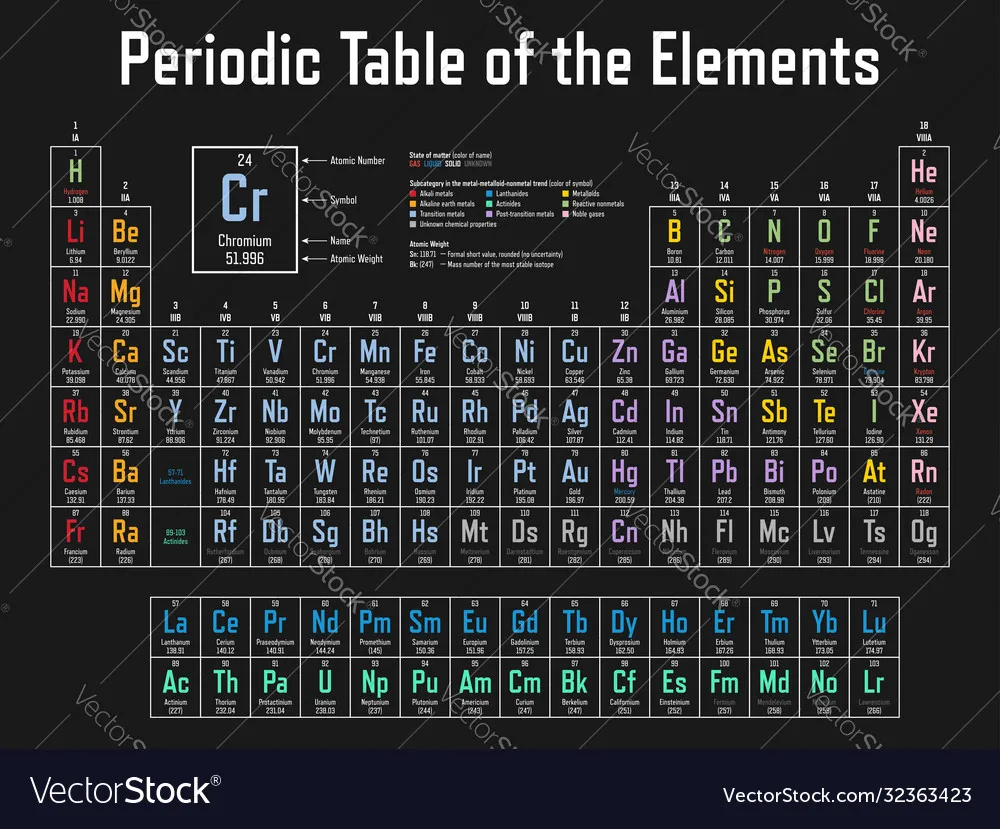 Periodic Table of the Elements
1 18
IA VIIIA
1 2
H He
Hydrogen Helium
1.008 4.0026
24
Cr
Chromium
51.996
Atomic Number
Symbol
Name
Atomic Weight
State of matter (color of name)
GAS LIQUID SOLID UNKNOWN
Subcategory in the metal-metalloid-nonmetal trend (color of symbol)
Alkali metals Lanthanides Metalloids
Alkaline earth metals Actinides Reactive nonmetals
Transition metals Post-transition metals Noble gases
Unknown chemical properties
Atomic Weight
Sn: 118.71 — Formal short value, rounded (no uncertainty)
Bk: (247) — Mass number of the most stable isotope
2 13 14 15 16 17
IIA IIIA IVA VA VIA VIIA
3 4 5 6 7 8 9 10
Li Be B C N O F Ne
Lithium Beryllium Boron Carbon Nitrogen Oxygen Fluorine Neon
6.94 9.0122 10.81 12.011 14.007 15.999 18.998 20.180
11 12 13 14 15 16 17 18
Na Mg Al Si P S Cl Ar
Sodium Magnesium Aluminium Silicon Phosphorus Sulfur Chlorine Argon
22.990 24.305 26.982 28.085 30.974 32.06 35.45 39.95
3 4 5 6 7 8 9 10 11 12
IIIB IVB VB VIB VIIB VIIIB VIIIB VIIIB IB IIB
19 20 21 22 23 24 25 26 27 28 29 30 31 32 33 34 35 36
K Ca Sc Ti V Cr Mn Fe Co Ni Cu Zn Ga Ge As Se Br Kr
Potassium Calcium Scandium Titanium Vanadium Chromium Manganese Iron Cobalt Nickel Copper Zinc Gallium Germanium Arsenic Selenium Krypton
39.098 40.078 44.956 47.867 50.942 51.996 54.938 55.845 58.933 58.693 63.546 65.38 69.723 72.630 74.922 78.971 79.904 83.798
37 38 39 40 41 42 43 44 45 46 47 48 49 50 51 52 53 54
Rb Sr Y Zr Nb Mo Tc Ru Rh Pd Ag Cd In Sn Sb Te I Xe
Rubidium Strontium Yttrium Zirconium Niobium Molybdenum Technetium Ruthenium Rhodium Palladium Silver Cadmium Indium Tin Antimony Tellurium Iodine Xenon
85.468 87.62 88.906 91.224 92.906 95.95 (97) 101.07 102.91 106.42 107.87 112.41 114.82 118.71 121.76 127.60 126.90 131.29
55 56 72 73 74 75 76 77 78 79 80 81 82 83 84 85 86
Cs Ba 57-71 Hf Ta W Re Os Ir Pt Au Hg Tl Pb Bi Po At Rn
Caesium Barium Lanthanides Hafnium Tantalum Tungsten Rhenium Osmium Iridium Platinum Gold Mercury Thallium Lead Bismuth Polonium Astatine Radon
132.91 137.33 178.49 180.95 183.84 186.21 190.23 192.22 195.08 196.97 200.59 204.38 207.2 208.98 (209) (210) (222)
87 88 104 105 106 107 108 109 110 111 112 113 114 115 116 117 118
Fr Ra 89-103 Rf Db Sg Bh Hs Mt Ds Rg Cn Nh Fl Mc Lv Ts Og
Francium Radium Actinides Rutherfordium Dubnium Seaborgium Bohrium Hassium Meitnerium Darmstadtium Roentgenium Copernicium Nihonium Flerovium Moscovium Livermorium Tennessine Oganesson
(223) (226) (267) (268) (269) (270) (269) (278) (281) (282) (285) (286) (289) (290) (293) (294) (294)
57 58 59 60 61 62 63 64 65 66 67 68 69 70 71
La Ce Pr Nd Pm Sm Eu Gd Tb Dy Ho Er Tm Yb Lu
Lanthanum Cerium Praseodymium Neodymium Promethium Samarium Europium Gadolinium Terbium Dysprosium Holmium Erbium Thulium Ytterbium Lutetium
138.91 140.12 140.91 144.24 (145) 150.36 151.96 157.25 158.93 162.50 164.93 167.26 168.93 173.05 174.97
89 90 91 92 93 94 95 96 97 98 99 100 101 102 103
Ac Th Pa U Np Pu Am Cm Bk Cf Es Fm Md No Lr
Actinium Thorium Protactinium Uranium Neptunium Plutonium Americium Curium Berkelium Californium Einsteinium Fermium Mendelevium Nobelium Lawrencium
(227) 232.04 231.04 238.03 (237) (244) (243) (247) (247) (251) (252) (257) (258) (259) (266)
VectorStock®
VectorStock.com/32363423